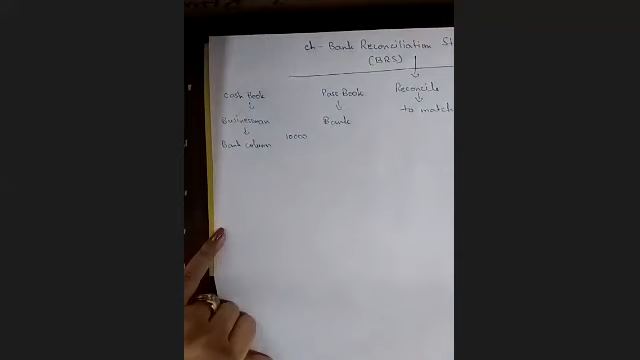 ch- Bank Reconciliation St
(BRS)
Cash Book
Pass Book
Reconcile
to match
Businessman
Bank
Bank column
10000